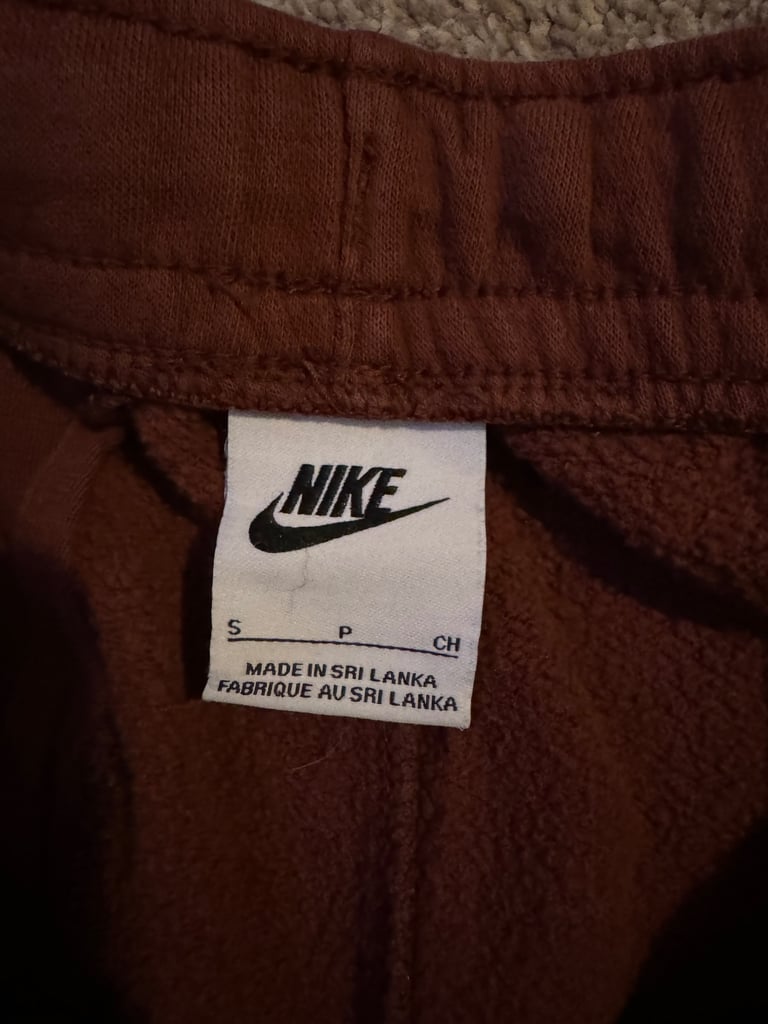 NIKE
S P CH
MADE IN SRI LANKA
FABRIQUE AU SRI LANKA